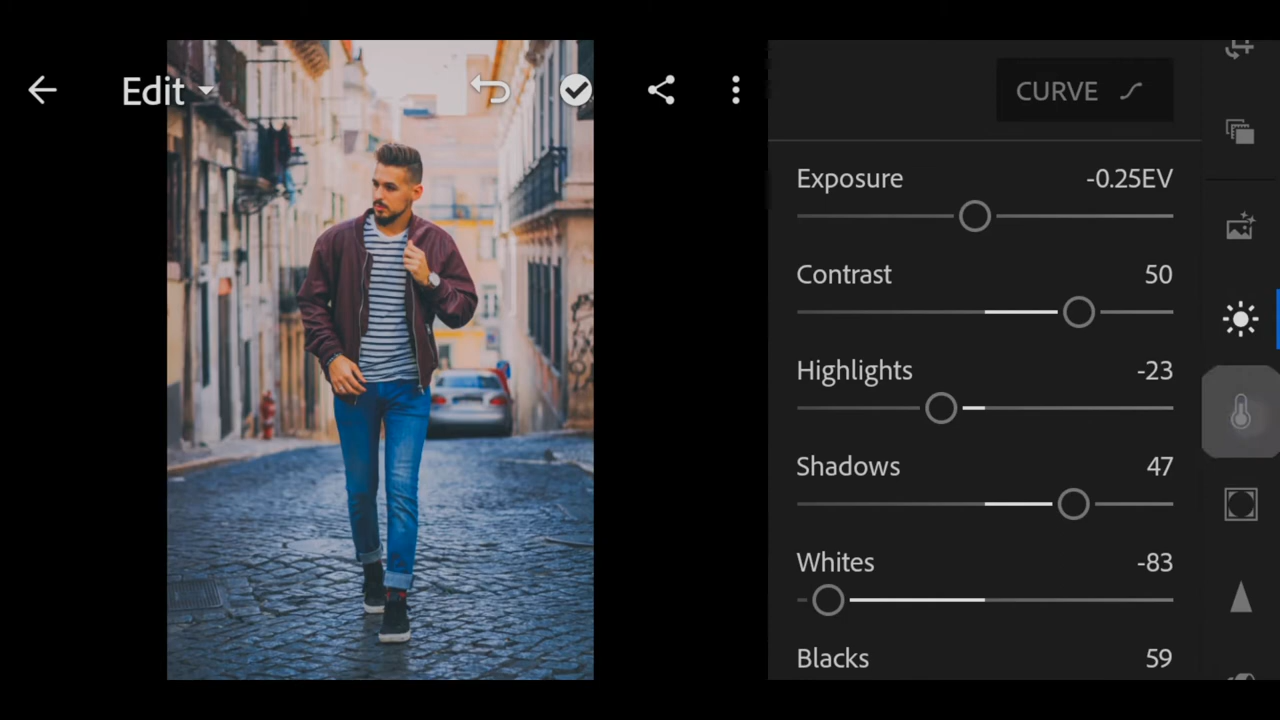 Edit
CURVE
Exposure -0.25EV
Contrast 50
Highlights -23
Shadows 47
Whites -83
Blacks 59